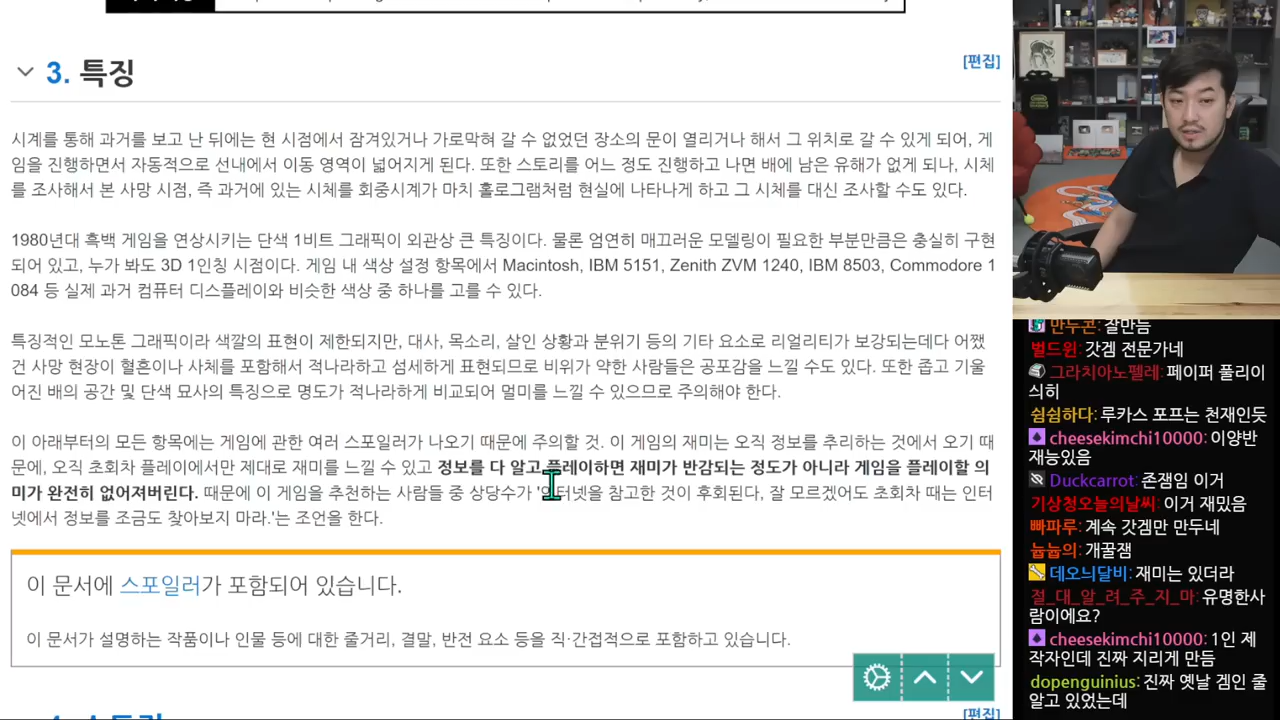 3. 특징
[편집]
시계를 통해 과거를 보고 난 뒤에는 현 시점에서 잠겨있거나 가로막혀 갈 수 없었던 장소의 문이 열리거나 해서 그 위치로 갈 수 있게 되어, 게
임을 진행하면서 자동적으로 선내에서 이동 영역이 넓어지게 된다. 또한 스토리를 어느 정도 진행하고 나면 배에 남은 유해가 없게 되나, 시체
를 조사해서 본 사망 시점, 즉 과거에 있는 시체를 회중시계가 마치 홀로그램처럼 현실에 나타나게 하고 그 시체를 대신 조사할 수도 있다.
1980년대 흑백 게임을 연상시키는 단색 1비트 그래픽이 외관상 큰 특징이다. 물론 엄연히 매끄러운 모델링이 필요한 부분만큼은 충실히 구현
되어 있고, 누가 봐도 3D 1인칭 시점이다. 게임 내 색상 설정 항목에서 Macintosh, IBM 5151, Zenith ZVM 1240, IBM 8503, Commodore 1
084 등 실제 과거 컴퓨터 디스플레이와 비슷한 색상 중 하나를 고를 수 있다.
특징적인 모노톤 그래픽이라 색깔의 표현이 제한되지만, 대사, 목소리, 살인 상황과 분위기 등의 기타 요소로 리얼리티가 보강되는데다 어쨌
건 사망 현장이 혈흔이나 사체를 포함해서 적나라하고 섬세하게 표현되므로 비위가 약한 사람들은 공포감을 느낄 수도 있다. 또한 좁고 기울
어진 배의 공간 및 단색 묘사의 특징으로 명도가 적나라하게 비교되어 멀미를 느낄 수 있으므로 주의해야 한다.
이 아래부터의 모든 항목에는 게임에 관한 여러 스포일러가 나오기 때문에 주의할 것. 이 게임의 재미는 오직 정보를 추리하는 것에서 오기 때
문에, 오직 초회차 플레이에서만 제대로 재미를 느낄 수 있고 정보를 다 알고 플레이하면 재미가 반감되는 정도가 아니라 게임을 플레이할 의
미가 완전히 없어져버린다. 때문에 이 게임을 추천하는 사람들 중 상당수가 '인터넷을 참고한 것이 후회된다, 잘 모르겠어도 초회차 때는 인터
넷에서 정보를 조금도 찾아보지 마라.'는 조언을 한다.
이 문서에 스포일러가 포함되어 있습니다.
이 문서가 설명하는 작품이나 인물 등에 대한 줄거리, 결말, 반전 요소 등을 직·간접적으로 포함하고 있습니다.
[편집]
만두콘: 잘만듬
벌드윈: 갓겜 전문가네
그라치아노펠레: 페이퍼 풀리이
싀히
쉼쉼하다: 루카스 포프는 천재인듯
cheesekimchi10000: 이양반
재능있음
Duckcarrot: 존잼임 이거
기상청오늘의날씨: 이거 재밌음
빠파루: 계속 갓겜만 만두네
눕눕의: 개꿀잼
데오늬달비: 재미는 있더라
절_대_알_려_주_지_마: 유명한사
람이에요?
cheesekimchi10000: 1인 제
작자인데 진짜 지리게 만듬
dopenguinius: 진짜 옛날 겜인 줄
알고 있었는데